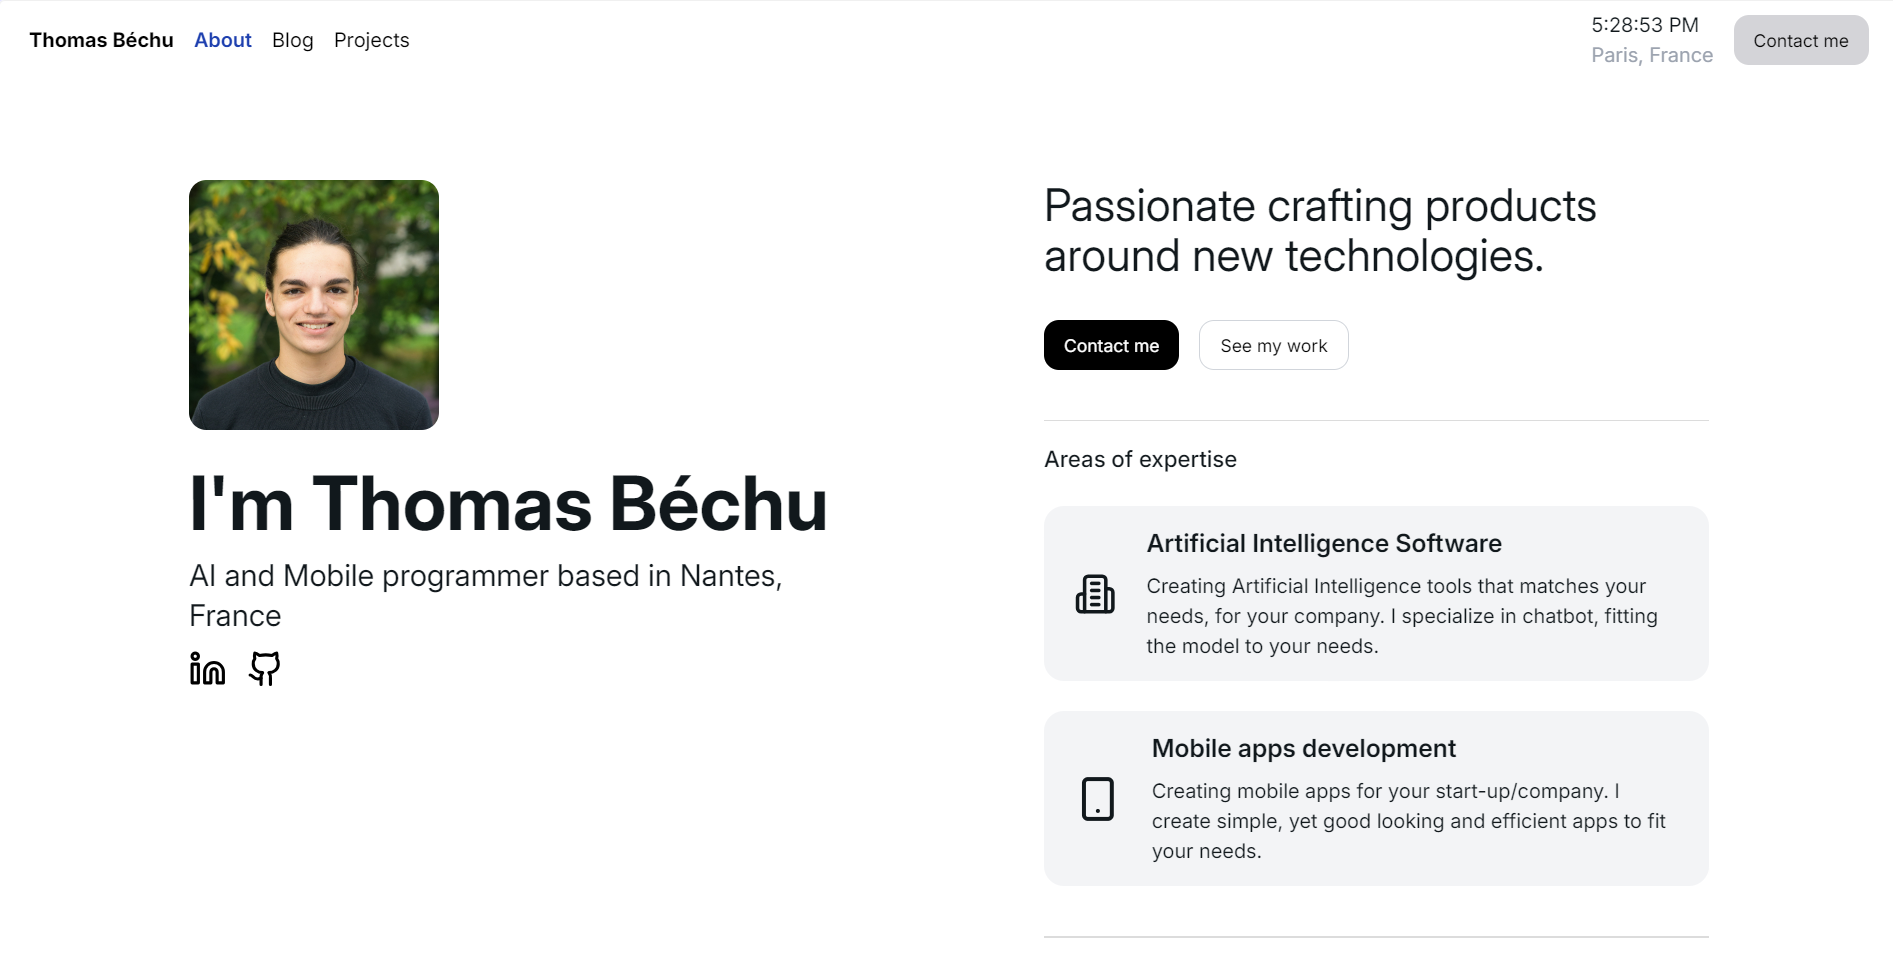 Thomas Béchu About Blog Projects
5:28:53 PM
Paris, France
Contact me
I'm Thomas Béchu
AI and Mobile programmer based in Nantes,
France
in
Passionate crafting products
around new technologies.
Contact me
See my work
Areas of expertise
Artificial Intelligence Software
Creating Artificial Intelligence tools that matches your
needs, for your company. I specialize in chatbot, fitting
the model to your needs.
Mobile apps development
Creating mobile apps for your start-up/company. I
create simple, yet good looking and efficient apps to fit
your needs.